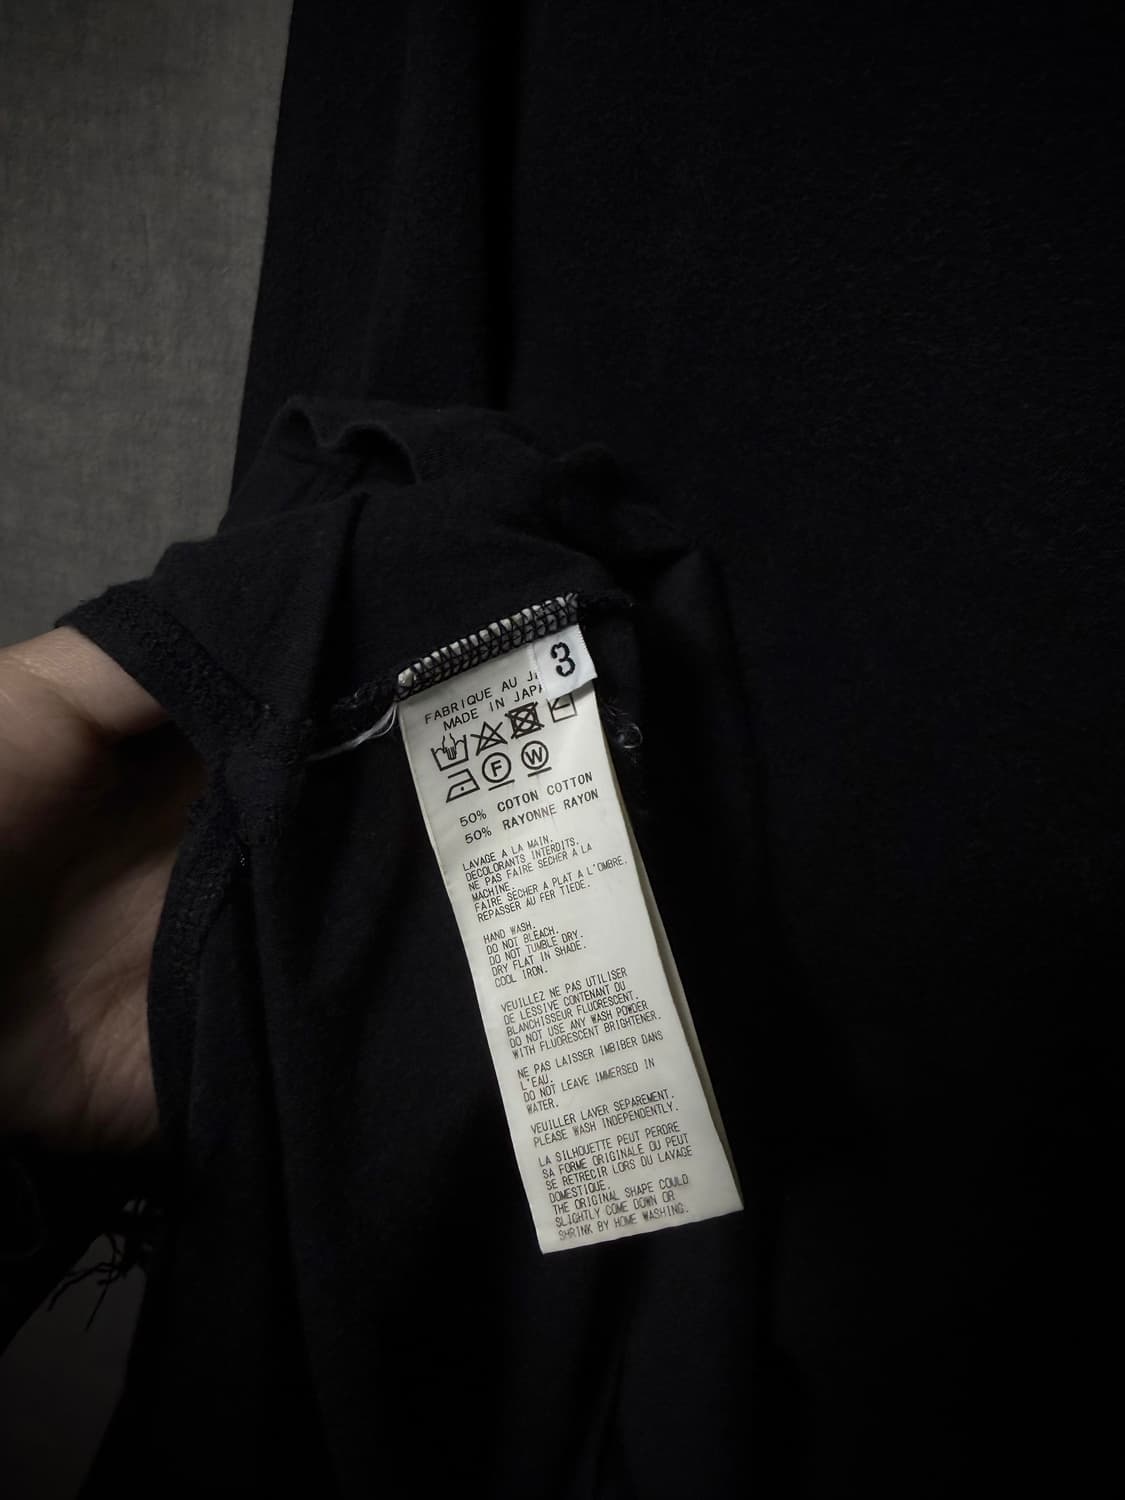 3
FABRIQUE AU
MADE IN
F W
50% COTON COTTON
50% RAYONNE RAYON
LAVAGE A LA MAIN.
DECOLORANTS INTERDITS.
NE PAS FAIRE SECHER A LA
MACHINE.
FAIRE SECHER A PLAT A L'OMBRE.
REPASSER AU FER TIEDE.
HAND WASH.
DO NOT BLEACH.
DO NOT TUMBLE DRY.
DRY FLAT IN SHADE.
COOL IRON.
VEUILLEZ NE PAS UTILISER
DE LESSIVE CONTENANT DU
BLANCHISSEUR FLUORESCENT.
DO NOT USE ANY WASH POWDER
WITH FLUORESCENT BRIGHTENER.
NE PAS LAISSER IMBIBER DANS
L'EAU.
DO NOT LEAVE IMMERSED IN
WATER.
VEUILLER LAVER SEPAREMENT.
PLEASE WASH INDEPENDENTLY.
LA SILHOUETTE PEUT PERDRE
SA FORME ORIGINALE OU PEUT
SE RETRECIR LORS DU LAVAGE
DOMESTIQUE.
THE ORIGINAL SHAPE COULD
SLIGHTLY COME DOWN OR
SHRINK BY HOME WASHING.